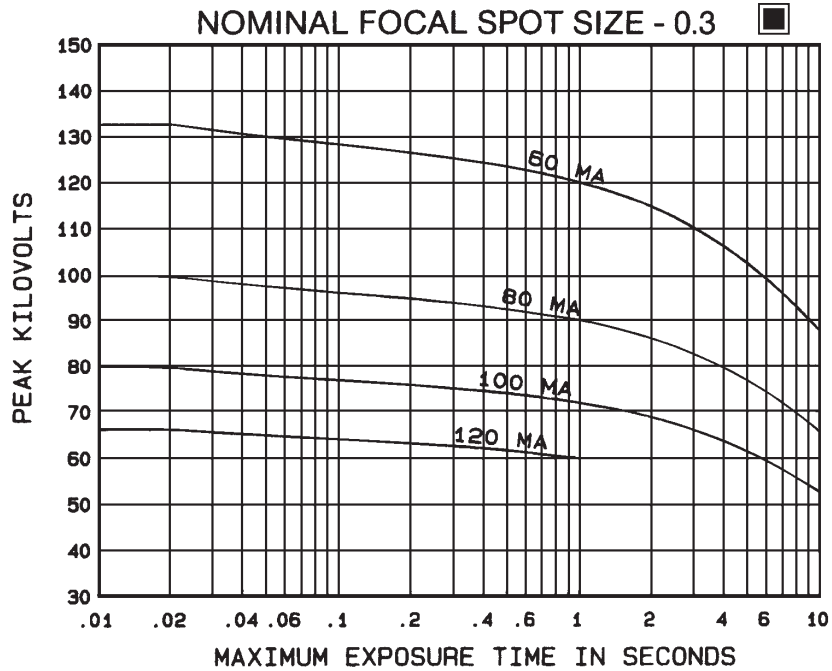 NOMINAL FOCAL SPOT SIZE - 0.3
150
140
130
120
110
100
90
80
70
60
50
40
30
PEAK KILOVOLTS
60 MA
80 MA
100 MA
120 MA
.01 .02 .04 .06 .1 .2 .4 .6 1 2 4 6 10
MAXIMUM EXPOSURE TIME IN SECONDS